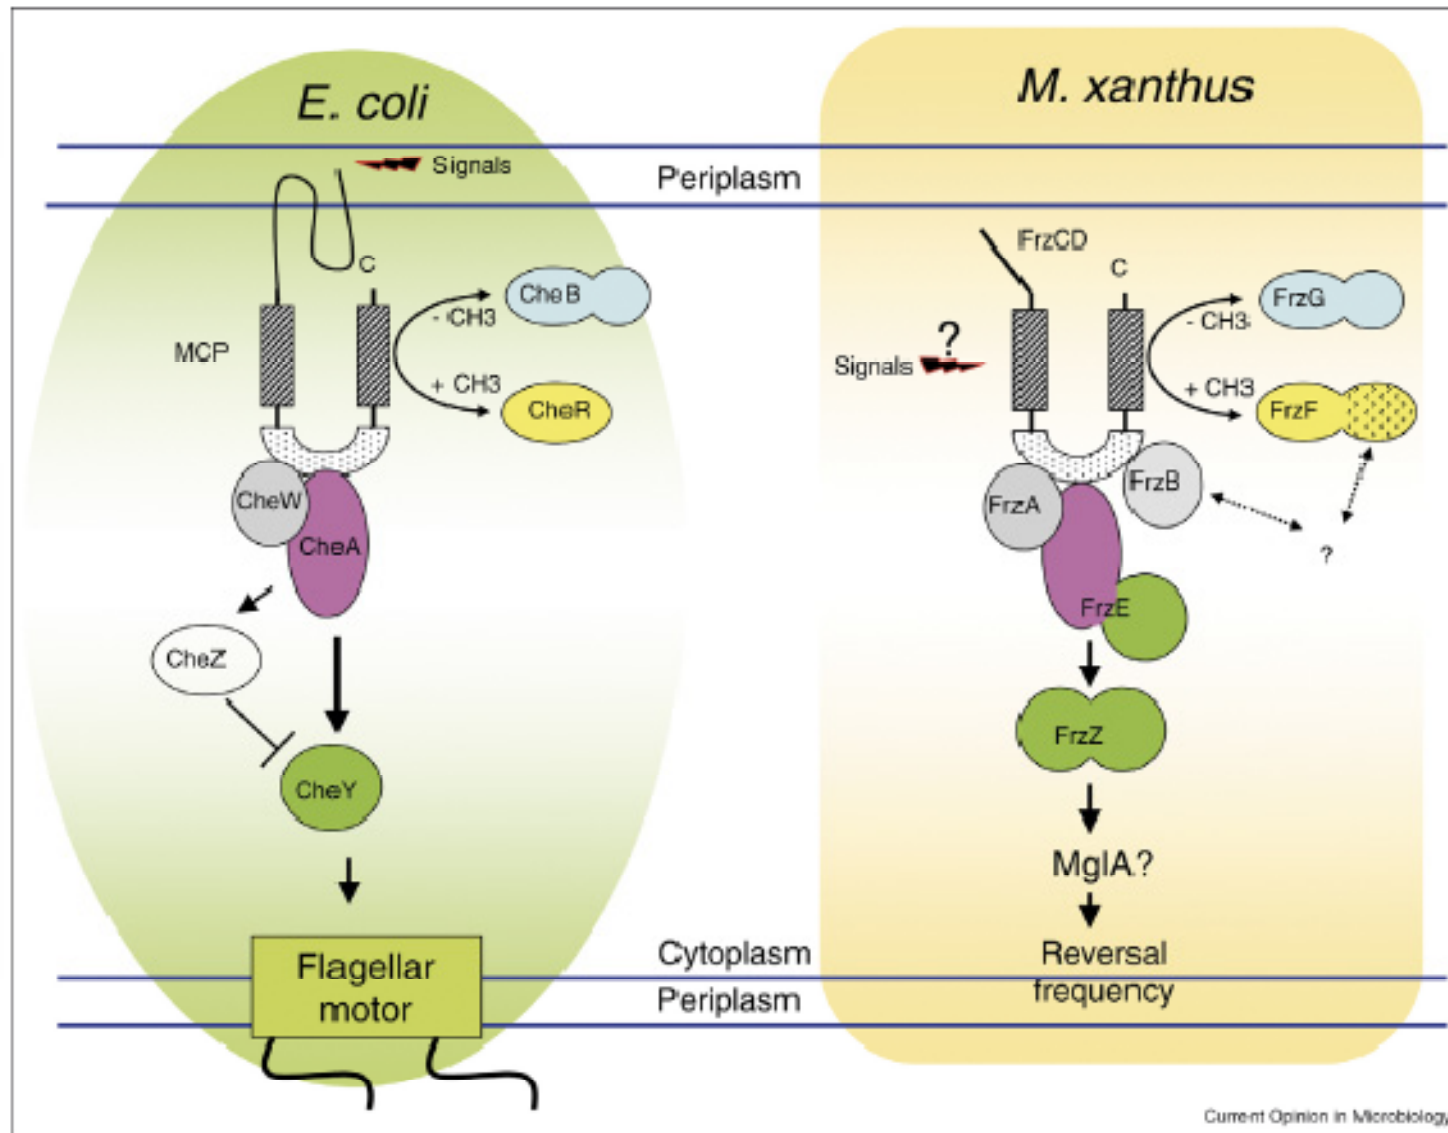 E. coli
M. xanthus
Signals
Periplasm
FrzCD
C
C
CheB
- CH3
FrzG
- CH3
MCP
?
Signals
+ CH3
CheR
+ CH3
FrzF
CheW
FrzA
FrzB
CheA
?
FrzE
CheZ
FrzZ
CheY
MglA?
Cytoplasm
Reversal
frequency
Flagellar
motor
Periplasm
Current Opinion in Microbiology